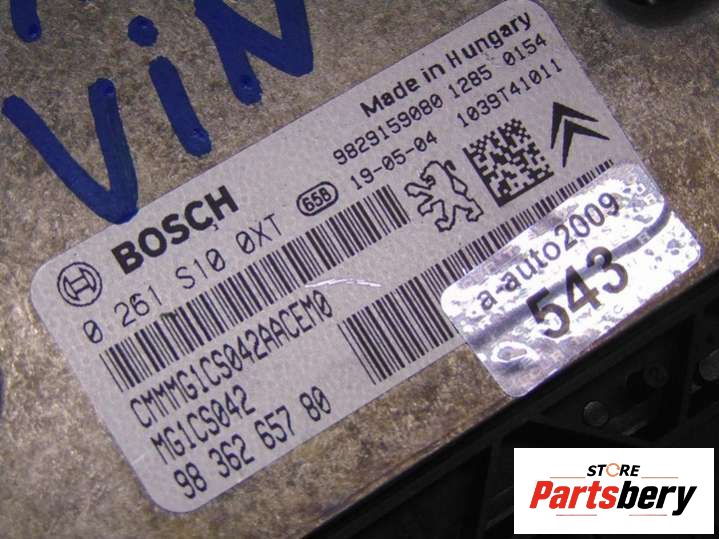 VIN
Made in Hungary
9829159080 1285 0154
19-05-04 1039T41011
65B
BOSCH
0 261 S10 0XT
CMMMG1CS042AACEM0
MG1CS042
98 362 657 80
a-auto2009
543
STORE
Partsbery